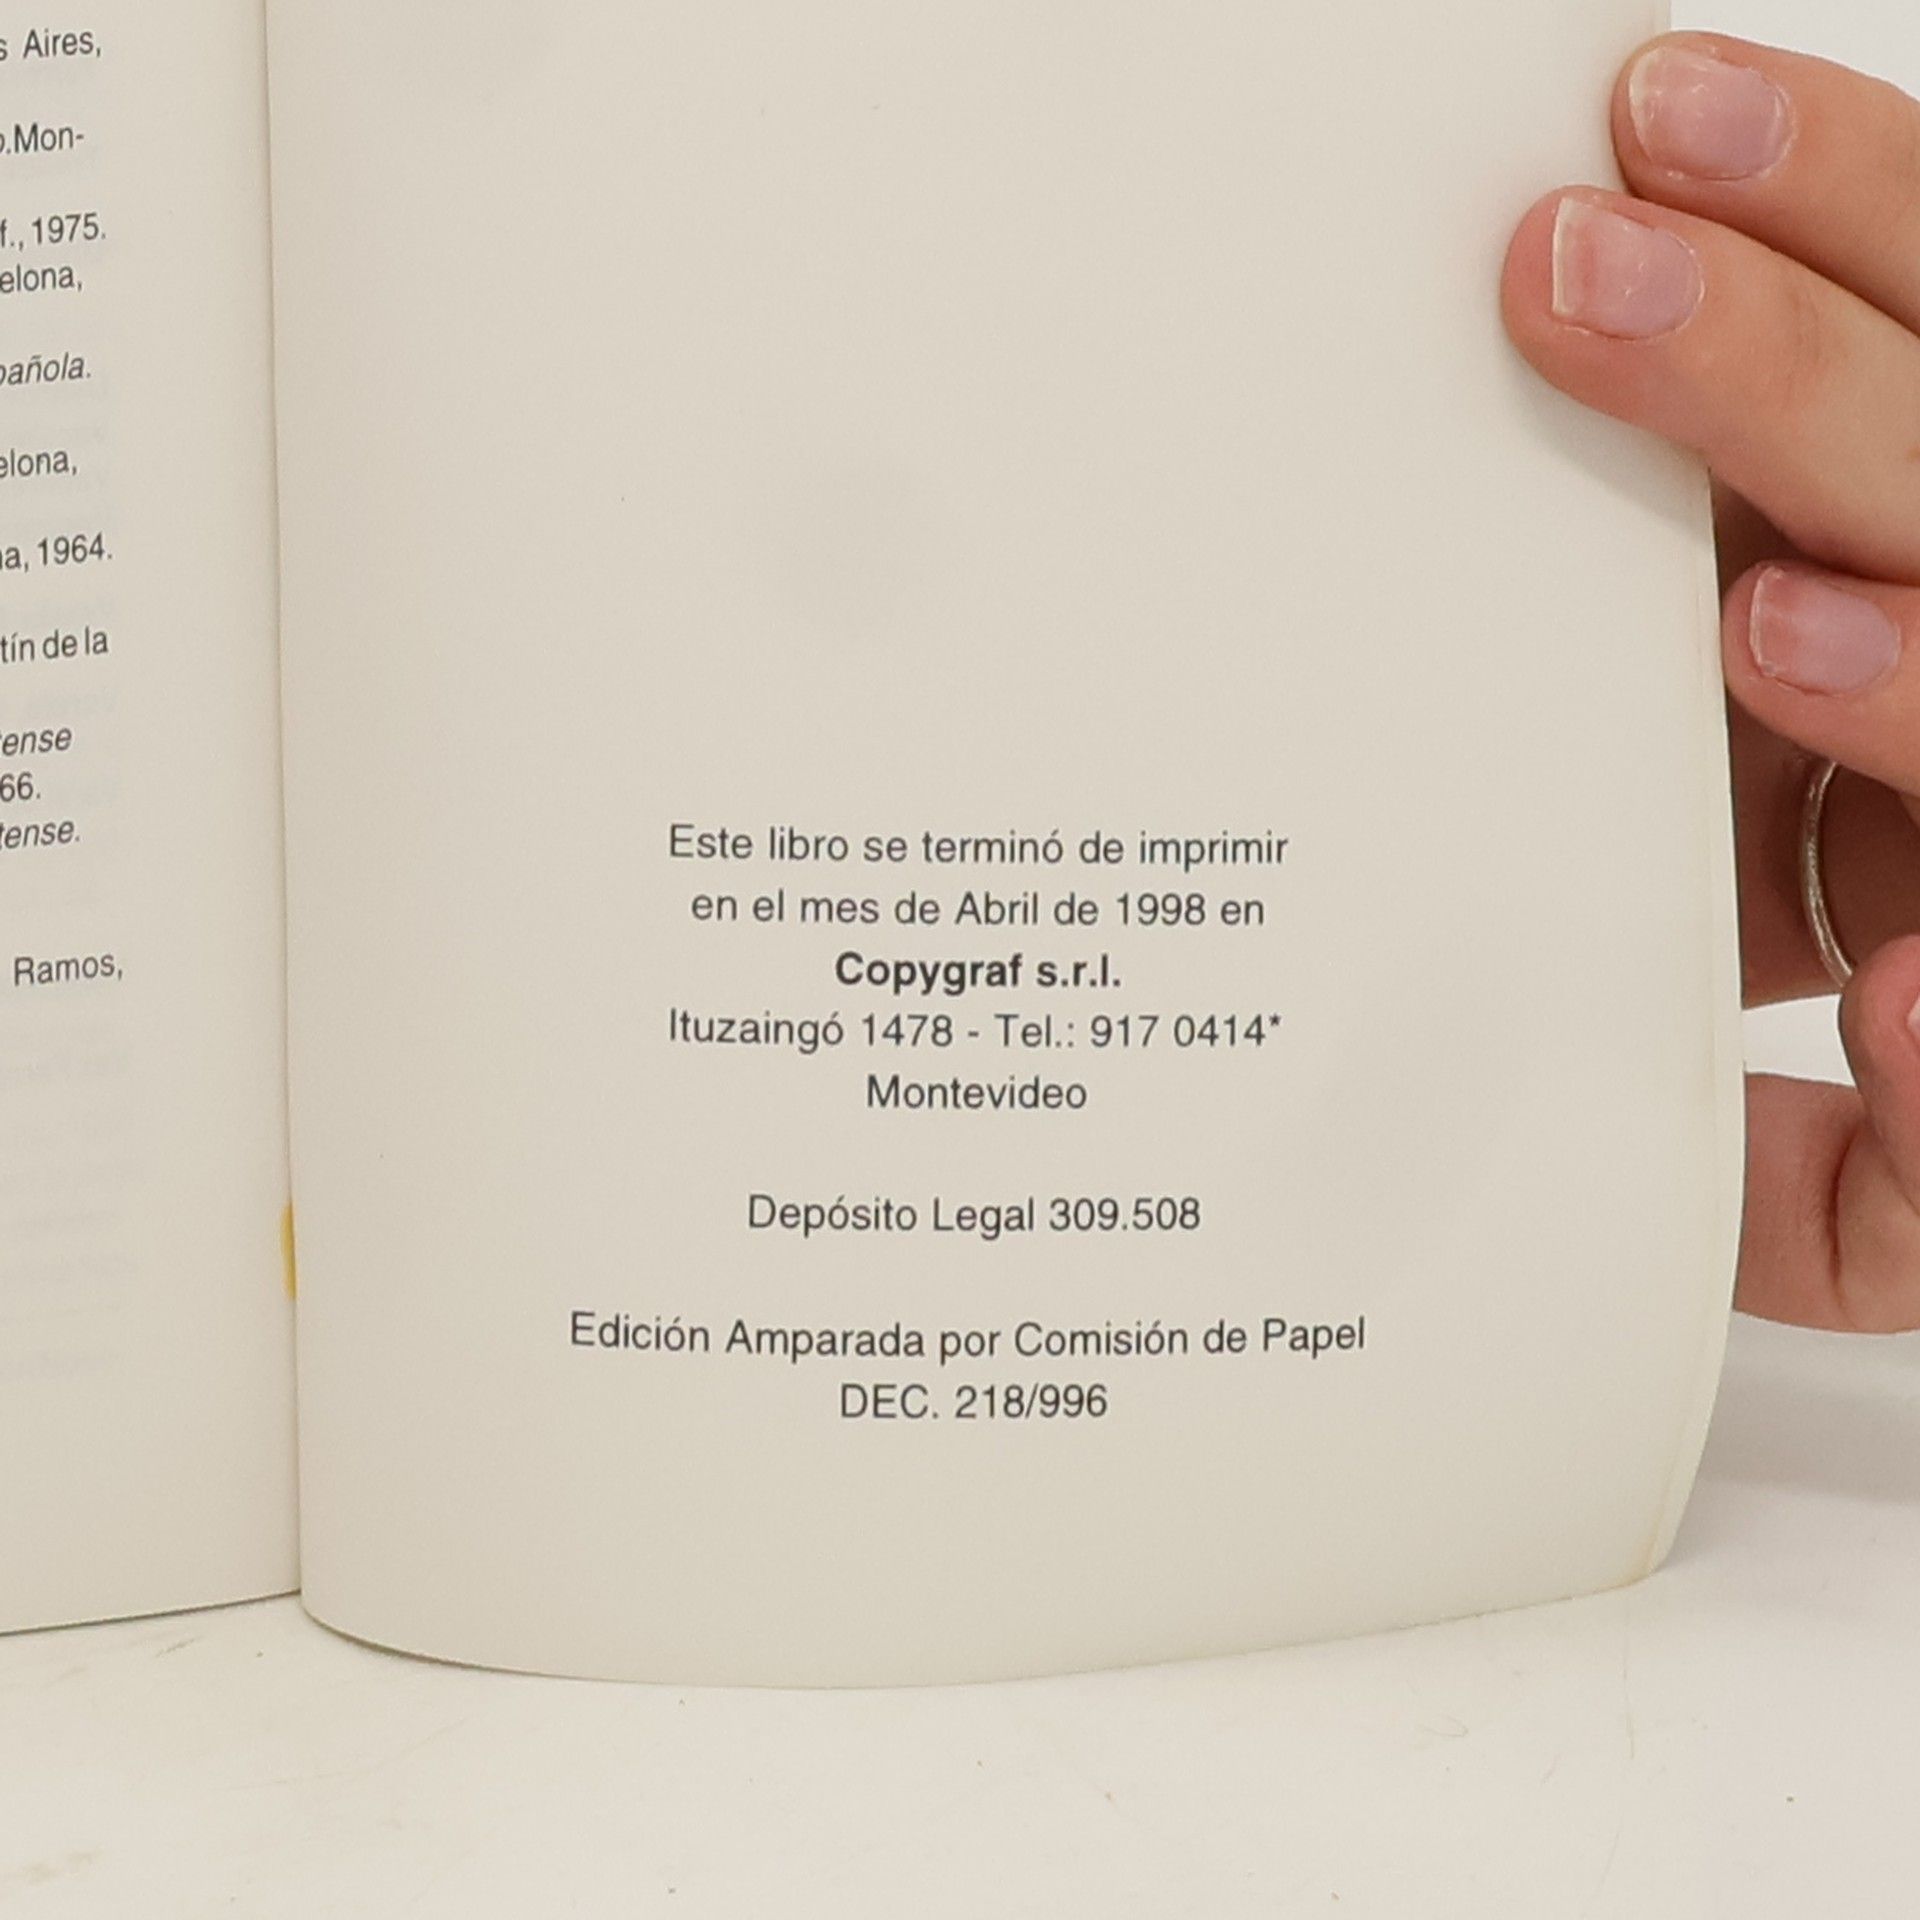 Aires,
1975.
1964.
de la
66.
Ramos,
Este libro se terminó de imprimir
en el mes de Abril de 1998 en
Copygraf s.r.l.
Ituzaingó 1478 - Tel.: 917 0414*
Montevideo
Depósito Legal 309.508
Edición Amparada por Comisión de Papel
DEC. 218/996